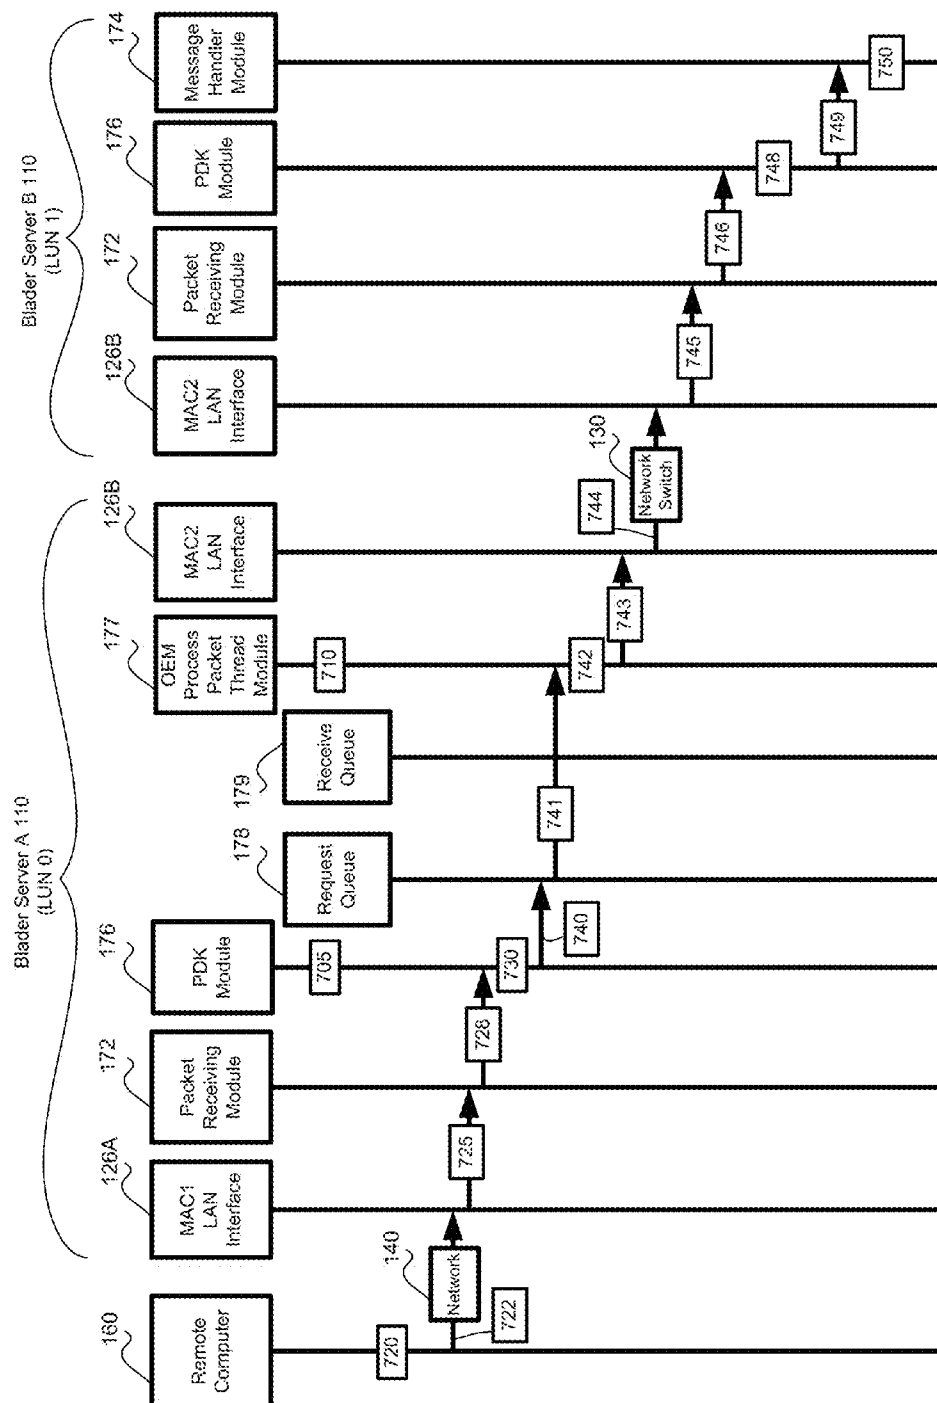 Blader Server A 110
(LUN 0)
Blader Server B 110
(LUN 1)
160
126A
172
176
178
179
177
126B
126B
172
176
174
Remote
Computer
MAC1
LAN
Interface
Packet
Receiving
Module
PDK
Module
Request
Queue
Receive
Queue
OEM
Process
Packet
Thread
Module
MAC2
LAN
Interface
MAC2
LAN
Interface
Packet
Receiving
Module
PDK
Module
Message
Handler
Module
705
710
720
140
Network
722
725
728
730
740
741
742
743
744
130
Network
Switch
745
746
748
749
750